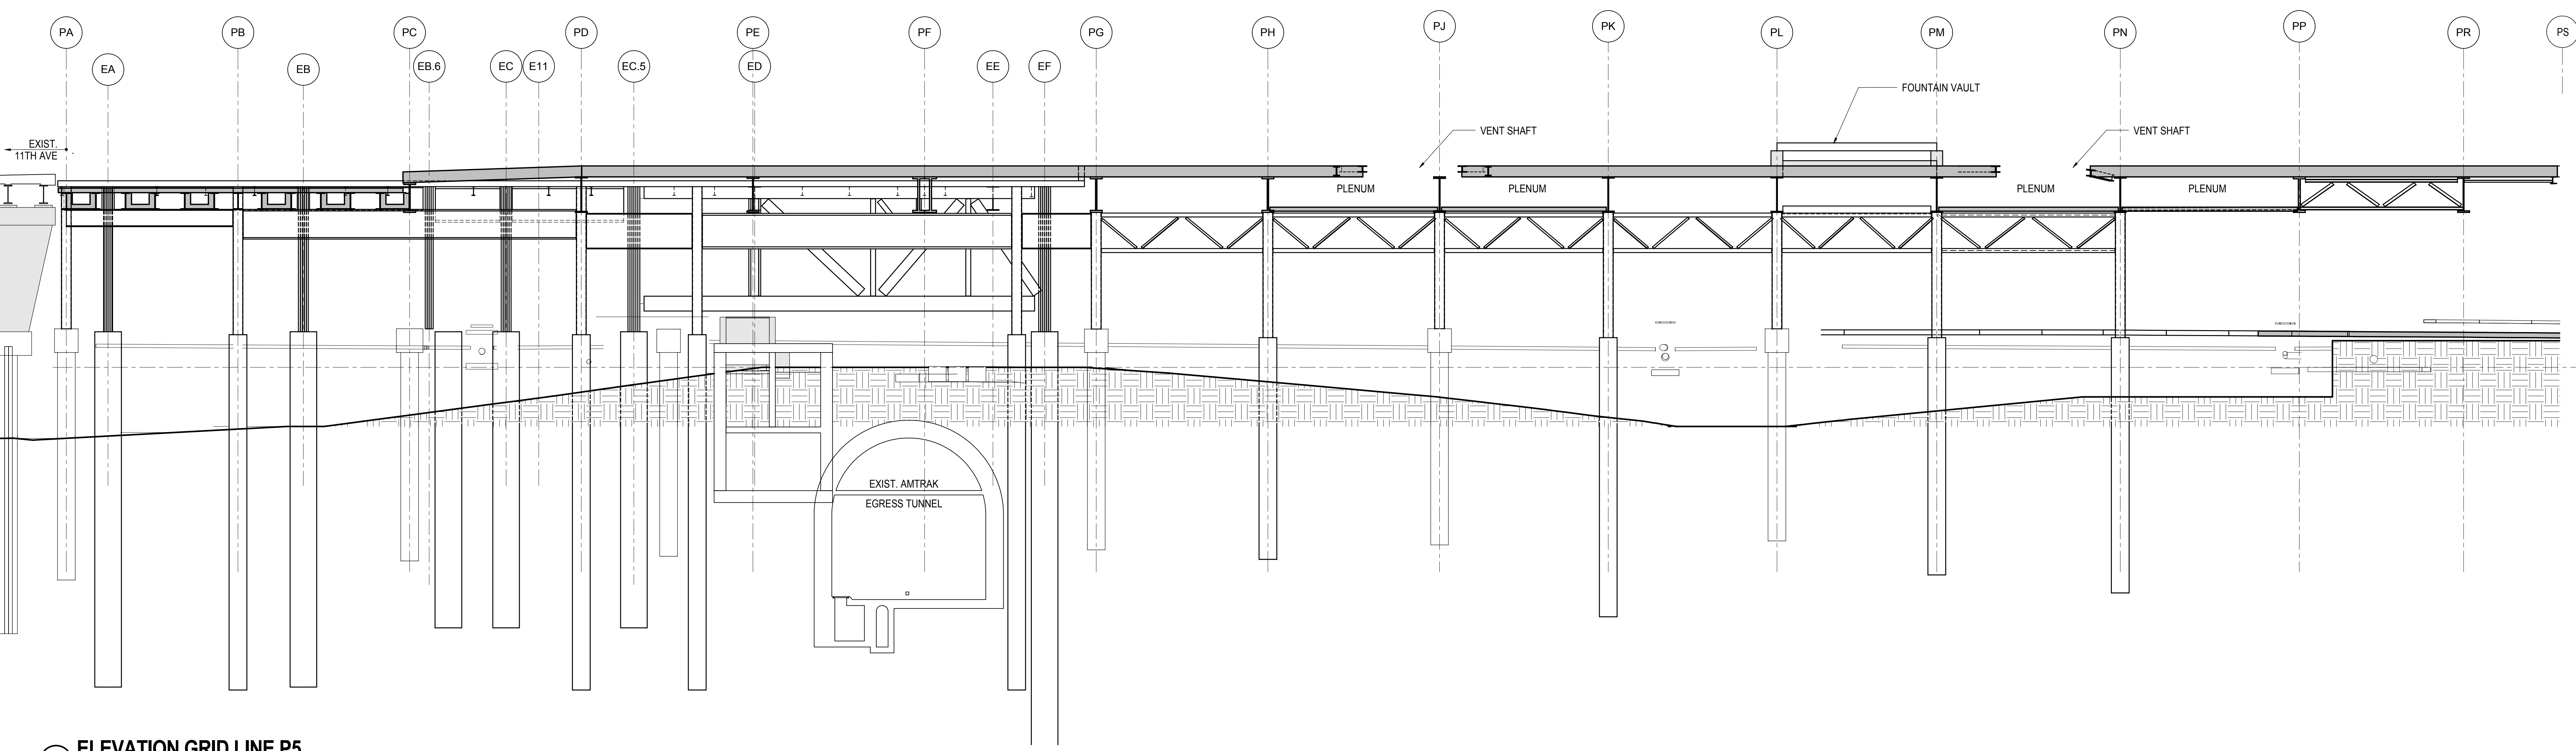 PA
PB
PC
PD
PE
PF
PG
PH
PJ
PK
PL
PM
PN
PP
PR
PS
EA
EB
EB.6
EC
E11
EC.5
ED
EE
EF
FOUNTAIN VAULT
VENT SHAFT
VENT SHAFT
EXIST.
11TH AVE
PLENUM
PLENUM
PLENUM
PLENUM
EXIST. AMTRAK
EGRESS TUNNEL
ELEVATION GRID LINE P5